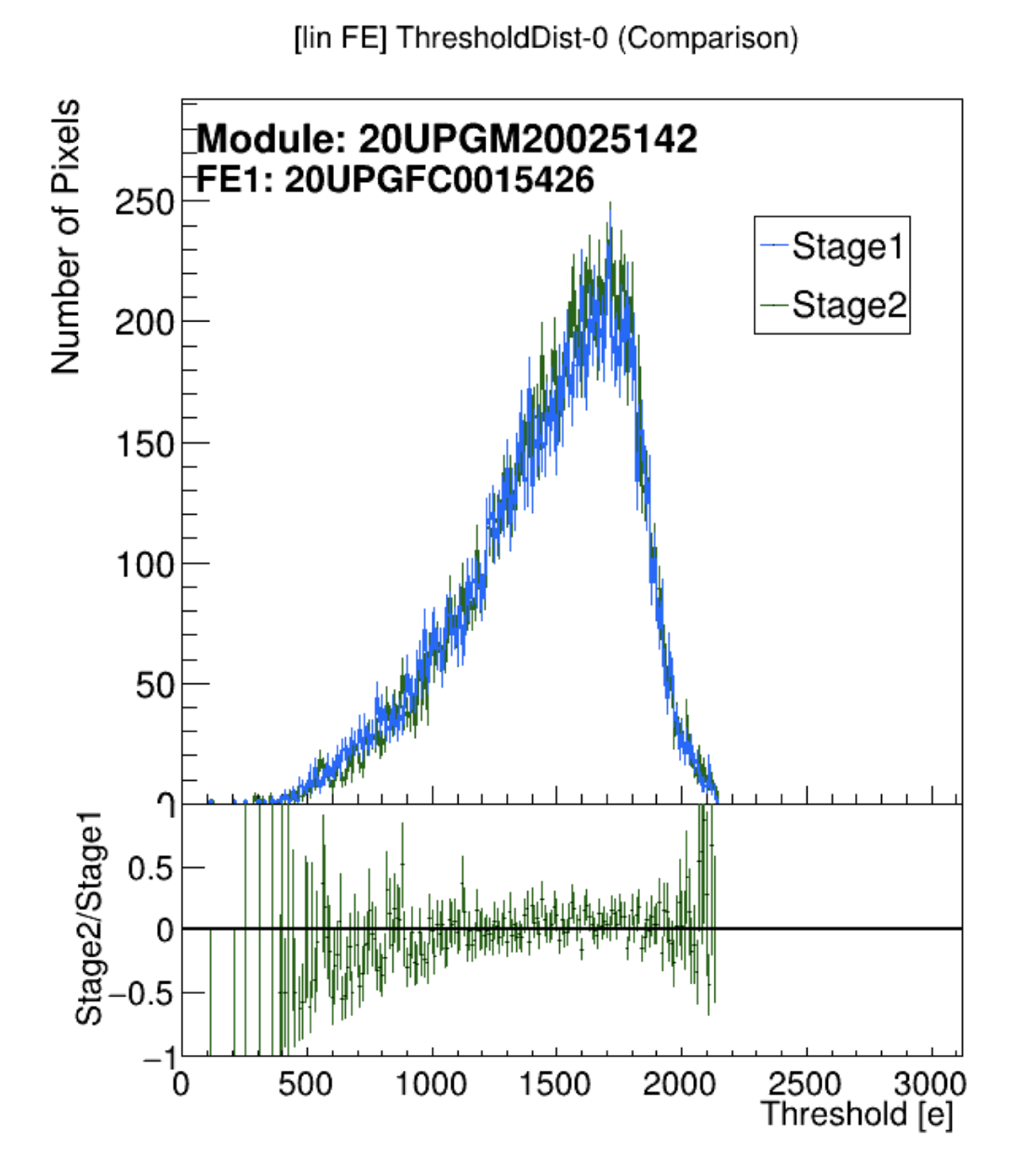 [lin FE] ThresholdDist-0 (Comparison)
Number of Pixels
Module: 20UPGM20025142
FE1: 20UPGFC0015426
Stage1
Stage2
250
200
150
100
50
0
Stage2/Stage1
1
0.5
0
−0.5
−1
0 500 1000 1500 2000 2500 3000
Threshold [e]